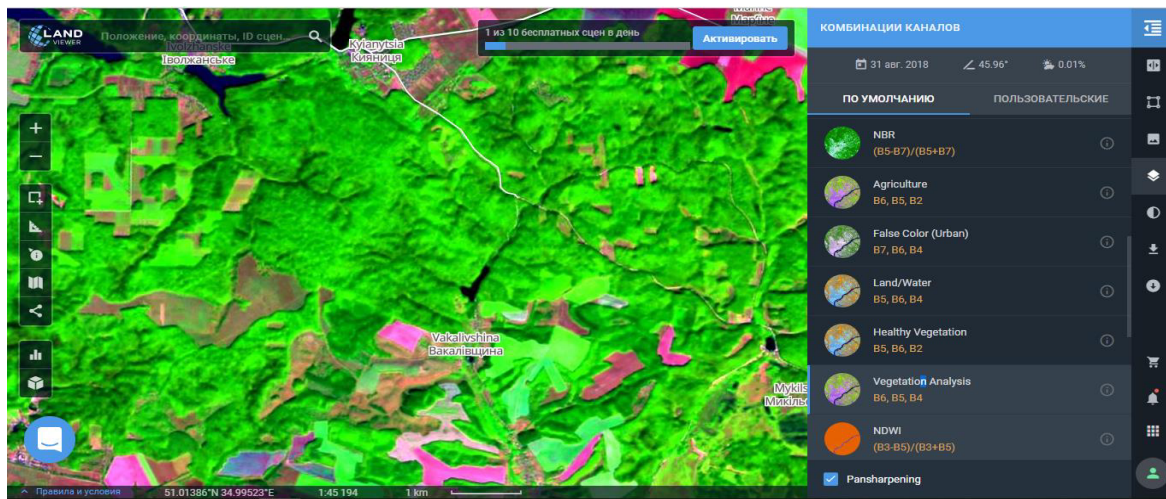 LAND
VIEWER
Положение, координаты, ID сцен...
Ivolzhanske
Іволжанське
Kyianytsia
Кияниця
1 из 10 бесплатных сцен в день
Активировать
Vakalivshina
Вакалівщина
51.01386°N 34.99523°E
1:45 194
1 km
Правила и условия
КОМБИНАЦИИ КАНАЛОВ
31 авг. 2018
45.96°
0.01%
ПО УМОЛЧАНИЮ
ПОЛЬЗОВАТЕЛЬСКИЕ
NBR
(B5-B7)/(B5+B7)
Agriculture
B6, B5, B2
False Color (Urban)
B7, B6, B4
Land/Water
B5, B6, B4
Healthy Vegetation
B5, B6, B2
Vegetation Analysis
B6, B5, B4
NDWI
(B3-B5)/(B3+B5)
Pansharpening